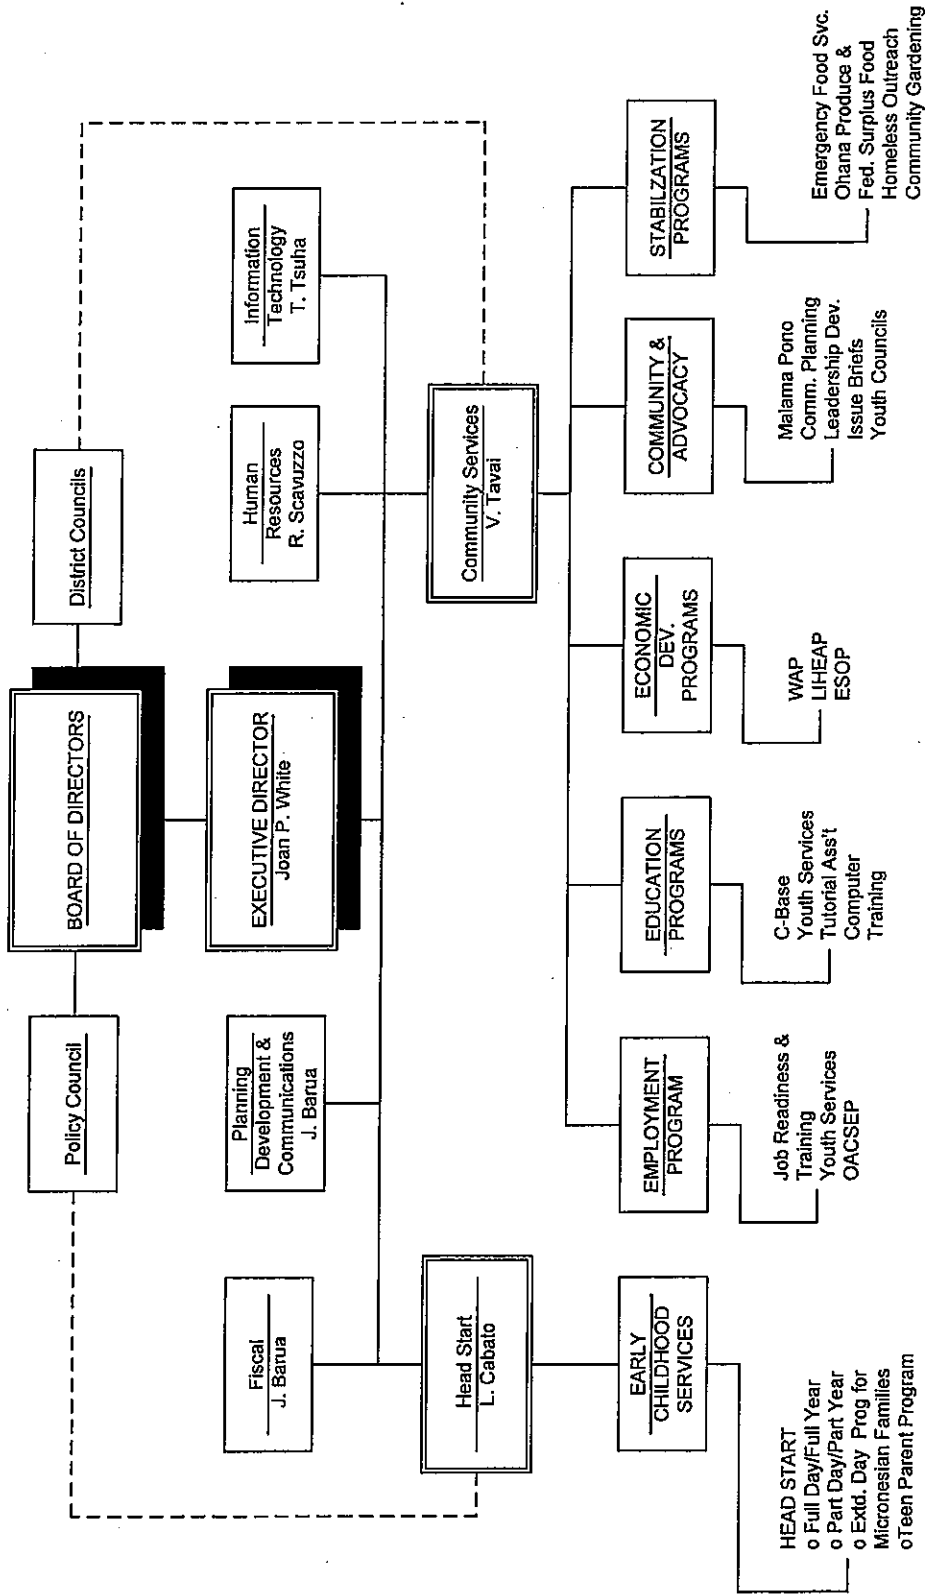 BOARD OF DIRECTORS
Policy Council
District Councils
EXECUTIVE DIRECTOR
Joan P. White
Fiscal
J. Barua
Planning
Development &
Communications
J. Barua
Human
Resources
R. Scavuzzo
Information
Technology
T. Tsuha
Head Start
L. Cabato
Community Services
V. Tavai
EARLY
CHILDHOOD
SERVICES
EMPLOYMENT
PROGRAM
EDUCATION
PROGRAMS
ECONOMIC
DEV.
PROGRAMS
COMMUNITY &
ADVOCACY
STABILZATION
PROGRAMS
HEAD START
o Full Day/Full Year
o Part Day/Part Year
o Extd. Day Prog for
Micronesian Families
oTeen Parent Program
Job Readiness &
Training
Youth Services
OACSEP
C-Base
Youth Services
Tutorial Ass't
Computer
Training
WAP
LIHEAP
ESOP
Malama Pono
Comm. Planning
Leadership Dev.
Issue Briefs
Youth Councils
Emergency Food Svc.
Ohana Produce &
Fed. Surplus Food
Homeless Outreach
Community Gardening